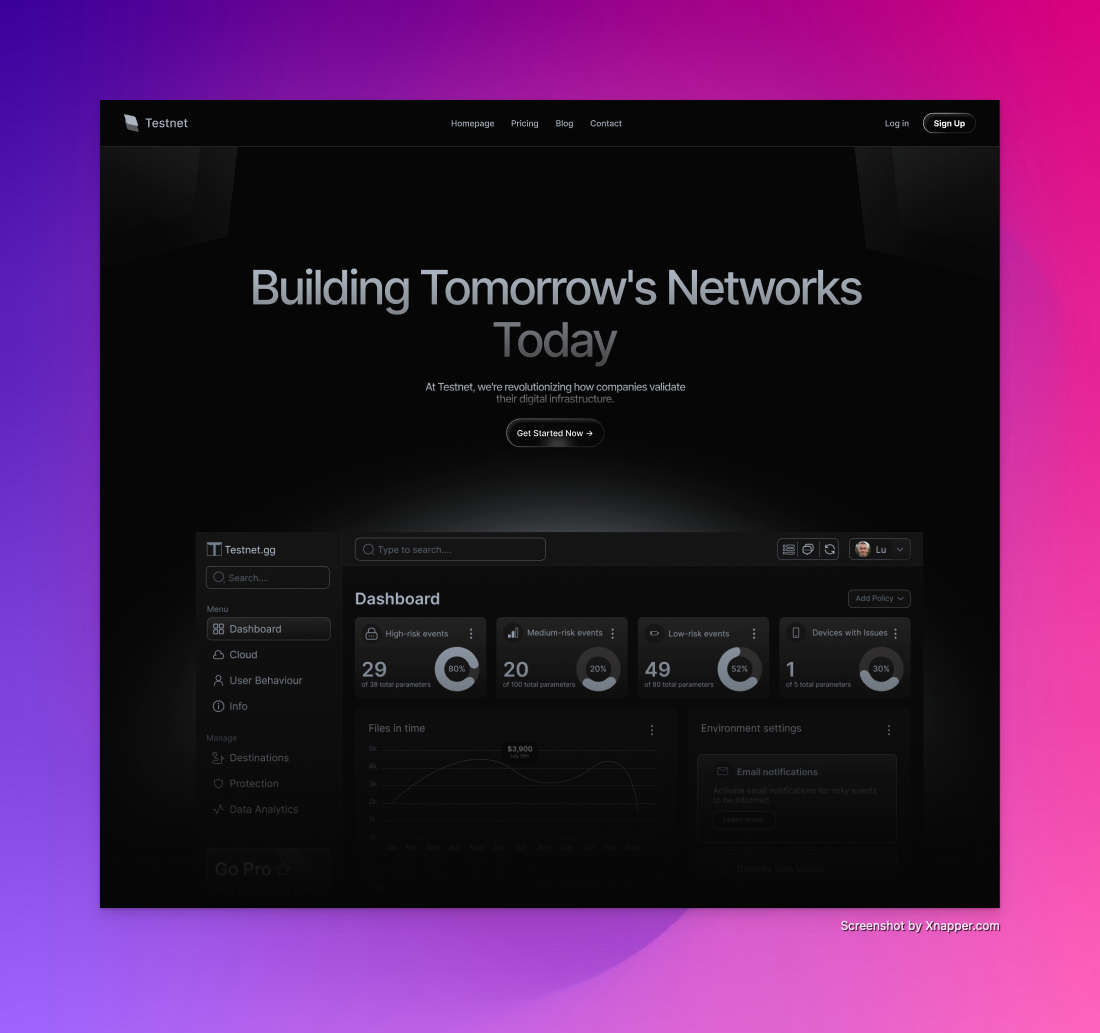 Testnet
Homepage Pricing Blog Contact
Log in Sign Up
Building Tomorrow's Networks
Today
At Testnet, we're revolutionizing how companies validate
their digital infrastructure.
Get Started Now →
Testnet.gg
Type to search....
Lu
Search....
Menu
Dashboard
Cloud
User Behaviour
Info
Manage
Destinations
Protection
Data Analytics
Go Pro
Dashboard
Add Policy
High-risk events
29
of 38 total parameters
80%
Medium-risk events
20
of 100 total parameters
20%
Low-risk events
49
of 80 total parameters
52%
Devices with Issues
1
of 5 total parameters
30%
Files in time
$3,900
5k
4k
3k
2k
1k
0
Jan Feb Mar Apr May Jun Jul Aug Sep Oct Nov Dec
Environment settings
Email notifications
Activate email notifications for risky events
to be informed
Learn more
Devices with Issues
Screenshot by Xnapper.com